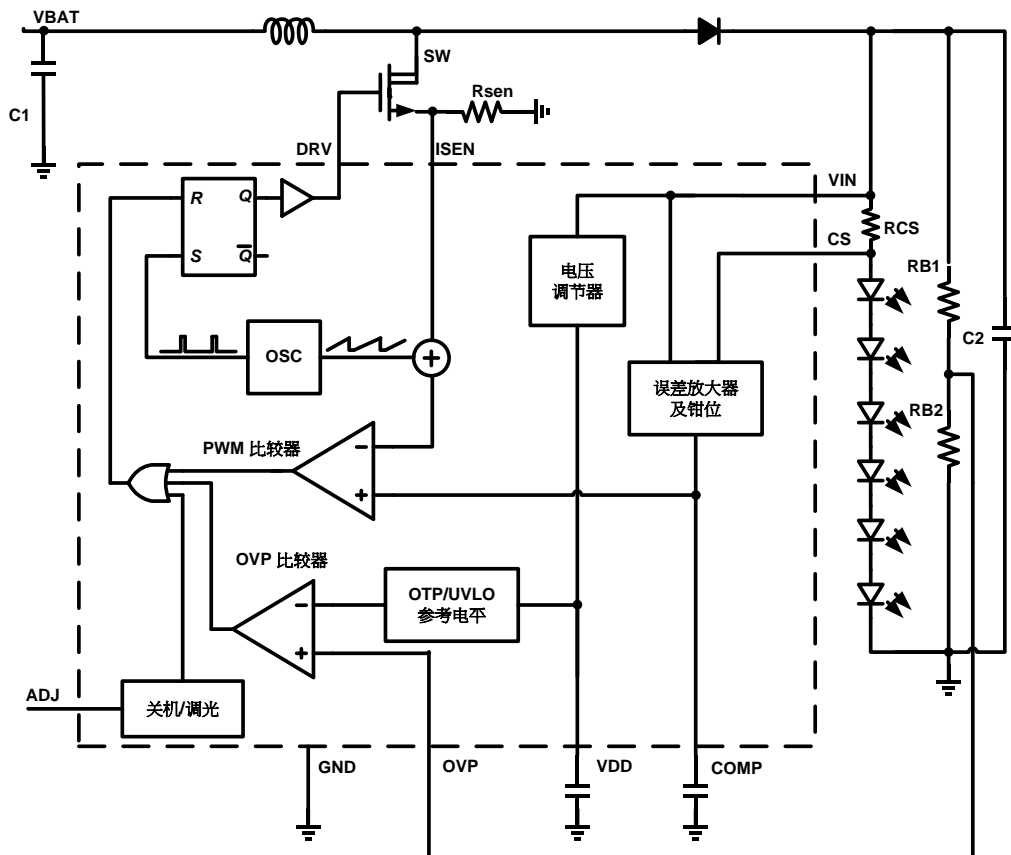 VBAT
SW
C1
Rsen
DRV
ISEN
R
Q
S
Q
VIN
RCS
CS
电压
调节器
RB1
C2
OSC
误差放大器
及钳位
RB2
PWM 比较器
OVP 比较器
OTP/UVLO
参考电平
ADJ
关机/调光
GND
OVP
VDD
COMP